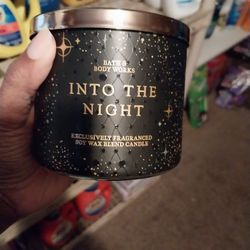 BATH &
BODY WORKS
INTO THE
NIGHT
EXCLUSIVELY FRAGRANCED
SOY WAX BLEND CANDLE